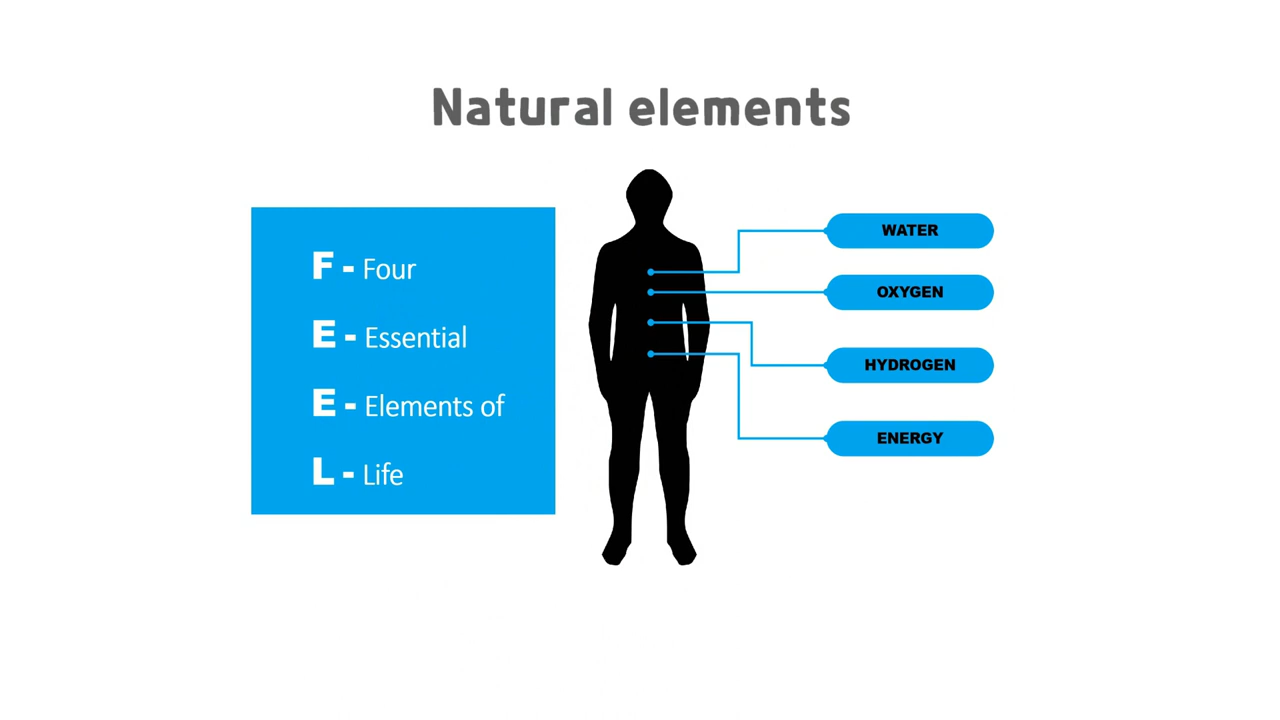 Natural elements
F - Four
E - Essential
E - Elements of
L - Life
WATER
OXYGEN
HYDROGEN
ENERGY